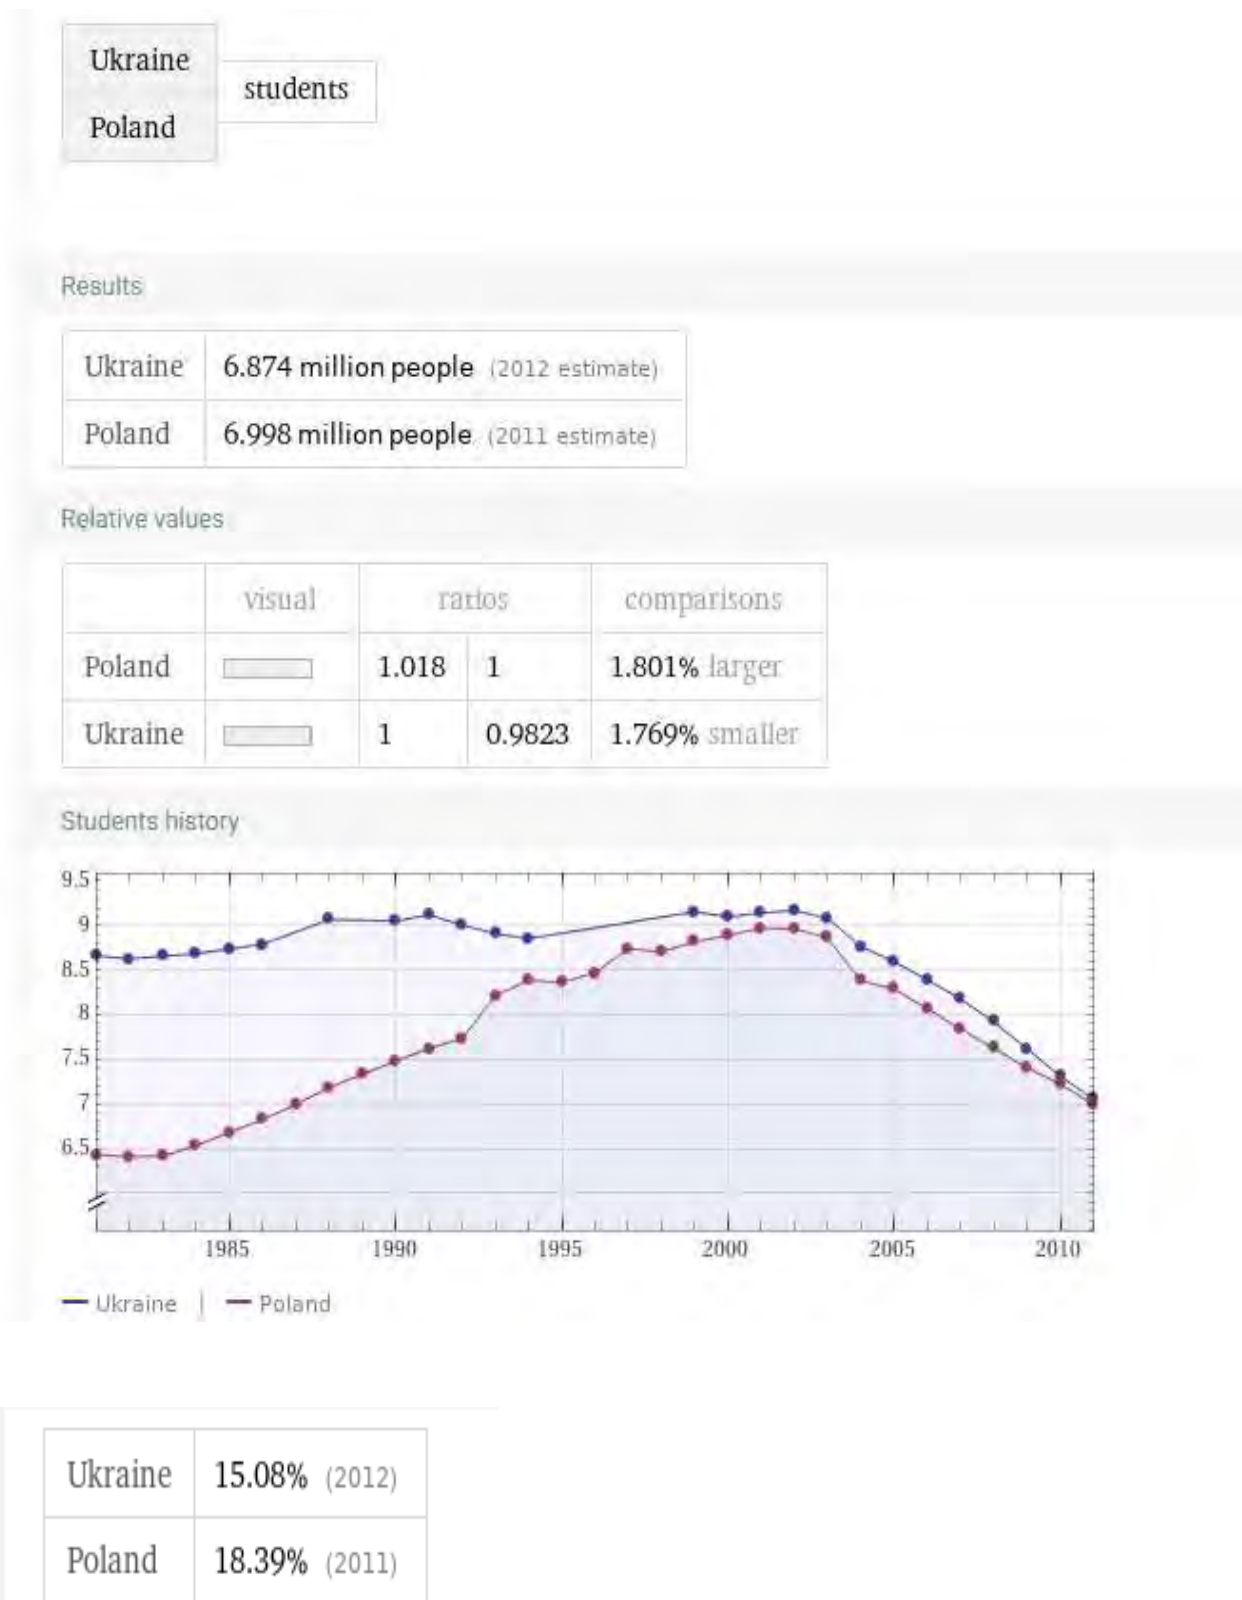 Ukraine
students
Poland
Results
Ukraine 6.874 million people (2012 estimate)
Poland 6.998 million people (2011 estimate)
Relative values
visual ratios comparisons
Poland 1.018 1 1.801% larger
Ukraine 1 0.9823 1.769% smaller
Students history
9.5
9
8.5
8
7.5
7
6.5
1985 1990 1995 2000 2005 2010
Ukraine | Poland
Ukraine 15.08% (2012)
Poland 18.39% (2011)